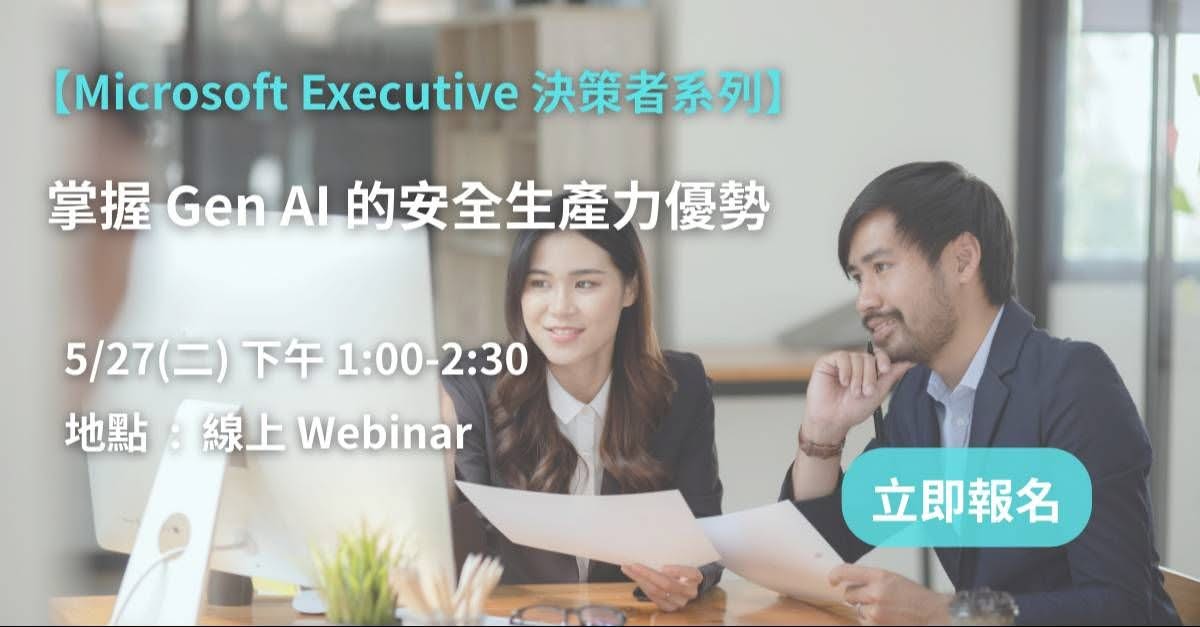 【Microsoft Executive 決策者系列】
掌握 Gen AI 的安全生產力優勢
5/27(二) 下午 1:00-2:30
地點 : 線上 Webinar
立即報名